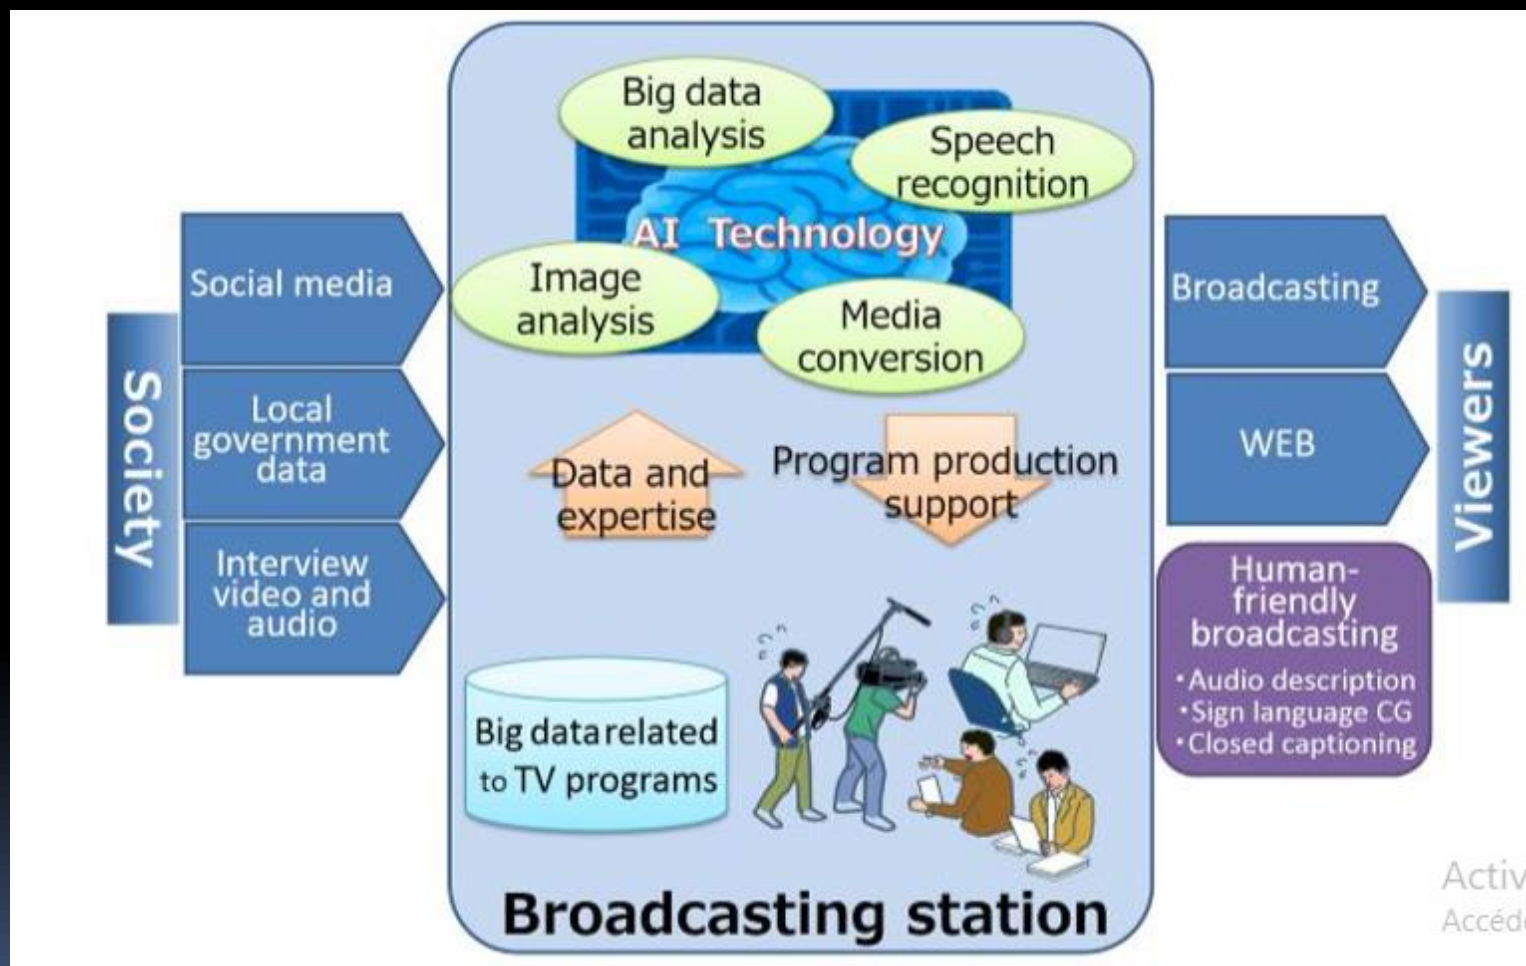 Society
Social media
Local
government
data
Interview
video and
audio
Big data
analysis
Speech
recognition
AI Technology
Image
analysis
Media
conversion
Data and
expertise
Program production
support
Big data related
to TV programs
Broadcasting station
Broadcasting
WEB
Human-
friendly
broadcasting
・Audio description
・Sign language CG
・Closed captioning
Viewers
Activ
Accéd